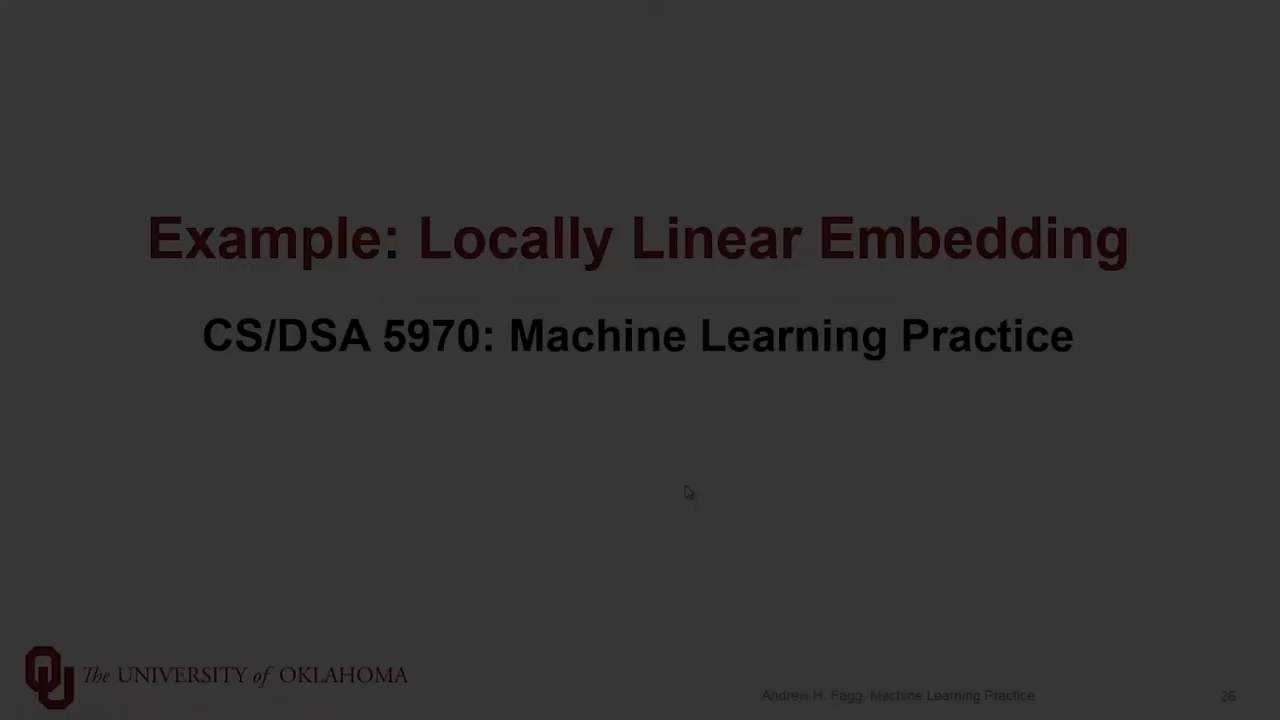 Example: Locally Linear Embedding
CS/DSA 5970: Machine Learning Practice
The UNIVERSITY of OKLAHOMA
Andrew H. Fagg: Machine Learning Practice
26